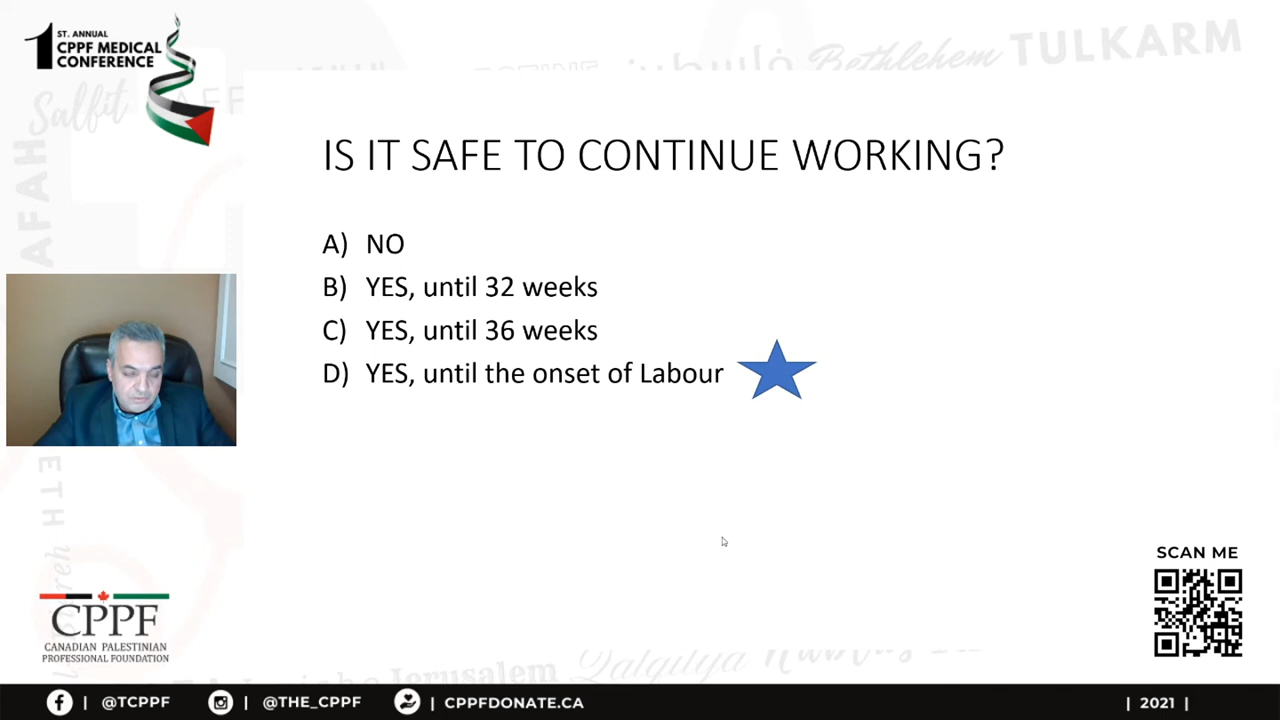 1 ST. ANNUAL
CPPF MEDICAL
CONFERENCE
Salfit
فلسطين
Bethlehem
TULKARM
IS IT SAFE TO CONTINUE WORKING?
A) NO
B) YES, until 32 weeks
C) YES, until 36 weeks
D) YES, until the onset of Labour
SCAN ME
CPPF
CANADIAN PALESTINIAN
PROFESSIONAL FOUNDATION
Jerusalem
Qalqilya
| @TCPPF
| @THE_CPPF
| CPPFDONATE.CA
| 2021 |